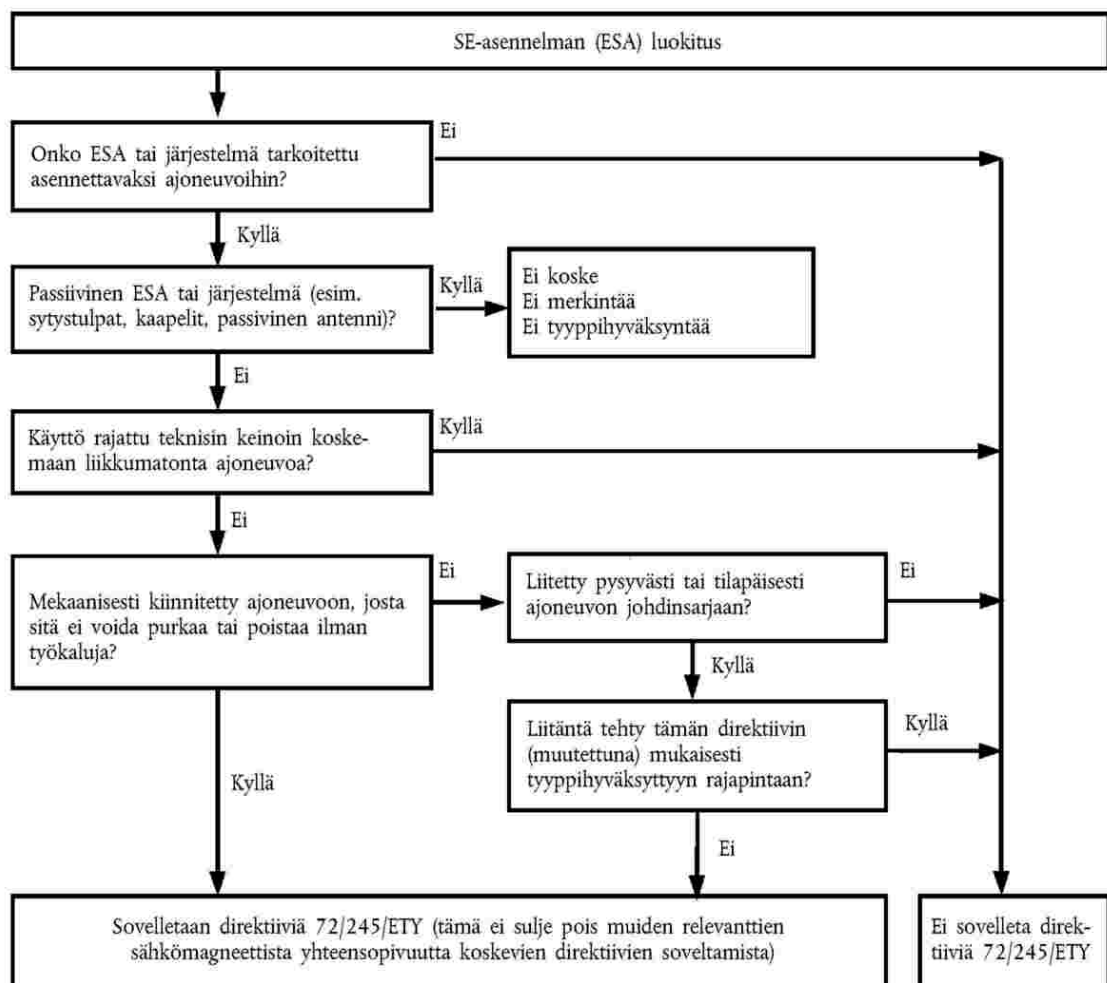 SE-asennelman (ESA) luokitus
Onko ESA tai järjestelmä tarkoitettu
asennettavaksi ajoneuvoihin?
Ei
Kyllä
Passiivinen ESA tai järjestelmä (esim.
sytystulpat, kaapelit, passivinen antenni)?
Kyllä
Ei koske
Ei merkintää
Ei tyyppihyväksyntää
Ei
Käyttö rajattu teknisin keinoin koske-
maan liikkumatonta ajoneuvoa?
Kyllä
Ei
Mekaanisesti kiinnitetty ajoneuvoon, josta
sitä ei voida purkaa tai poistaa ilman
työkaluja?
Ei
Liitetty pysyvästi tai tilapäisesti
ajoneuvon johdinsarjaan?
Ei
Kyllä
Liitäntä tehty tämän direktiivin
(muutettuna) mukaisesti
tyyppihyväksyttyyn rajapintaan?
Kyllä
Kyllä
Ei
Sovelletaan direktiiviä 72/245/ETY (tämä ei sulje pois muiden relevanttien
sähkömagneettista yhteensopivuutta koskevien direktiivien soveltamista)
Ei sovelleta direk-
tiiviä 72/245/ETY